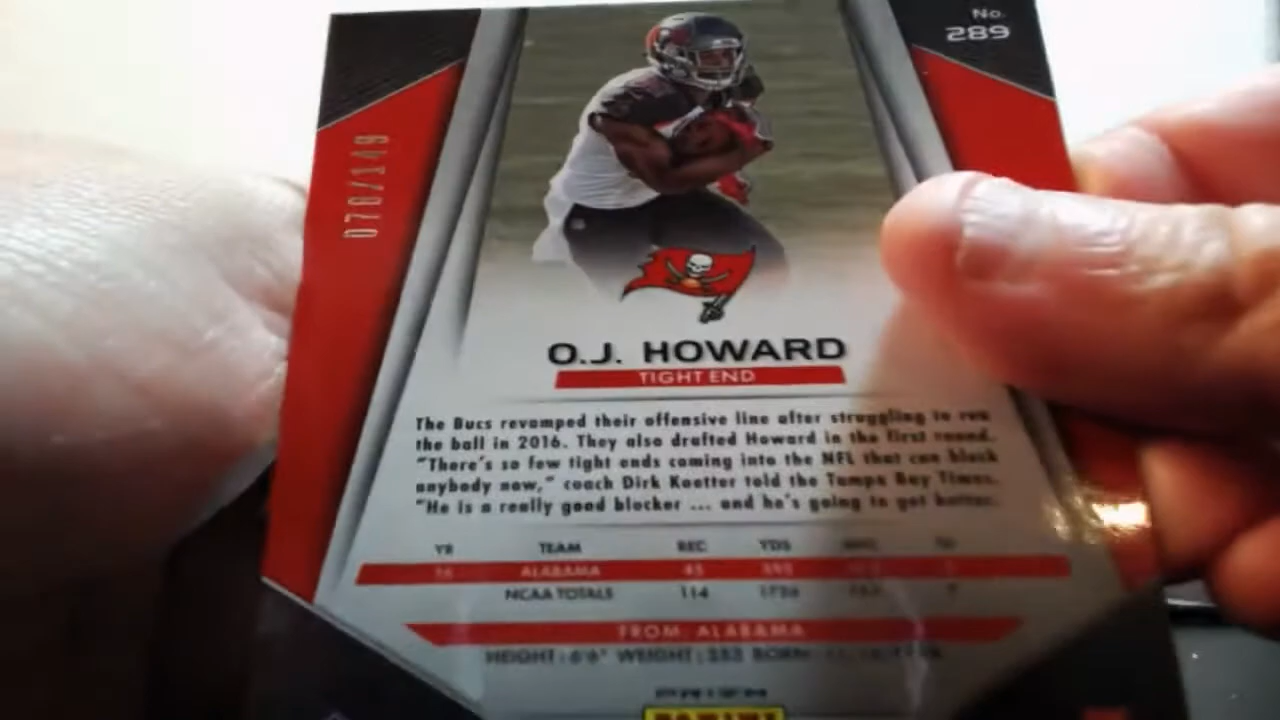 No.
289
070/149
O.J. HOWARD
TIGHT END
The Bucs revamped their offensive line after struggling to run
the ball in 2016. They also drafted Howard in the first round.
"There's so few tight ends coming into the NFL that can block
anybody now," coach Dirk Koetter told the Tampa Bay Times.
"He is a really good blocker ... and he's going to get better.
YR TEAM REC YDS
16 ALABAMA 45 595
NCAA TOTALS 114 1726
FROM: ALABAMA
HEIGHT: 6'6" WEIGHT: 252 BORN:
PANINI